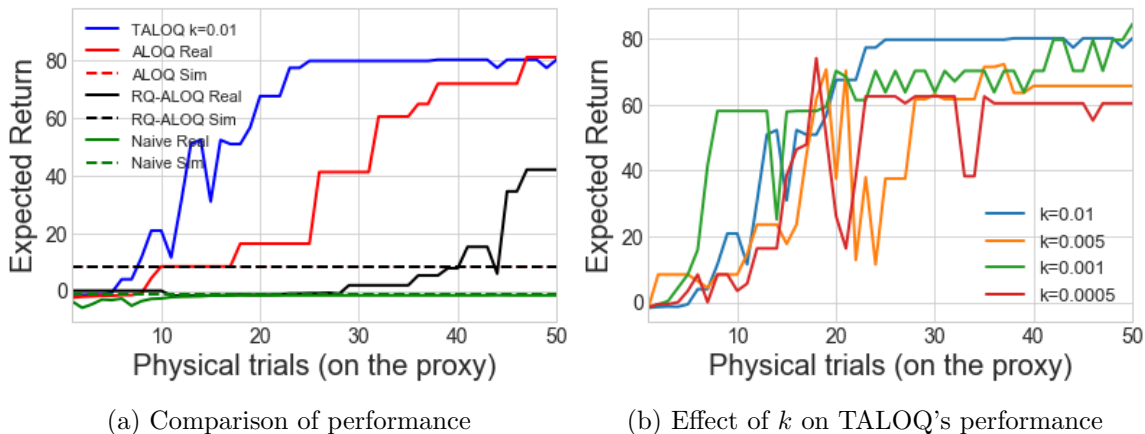 TALOQ k=0.01
ALOQ Real
ALOQ Sim
RQ-ALOQ Real
RQ-ALOQ Sim
Naive Real
Naive Sim
Expected Return
80
60
40
20
0
10
20
30
40
50
Physical trials (on the proxy)
(a) Comparison of performance
Expected Return
80
60
40
20
0
k=0.01
k=0.005
k=0.001
k=0.0005
10
20
30
40
50
Physical trials (on the proxy)
(b) Effect of k on TALOQ's performance